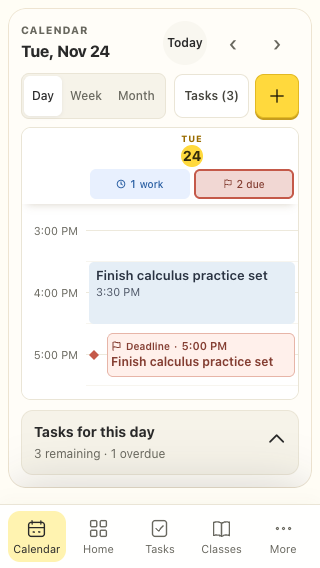 CALENDAR
Tue, Nov 24
Today
Day Week Month
Tasks (3)
TUE
24
1 work
2 due
3:00 PM
Finish calculus practice set
3:30 PM
4:00 PM
Deadline · 5:00 PM
5:00 PM
Finish calculus practice set
Tasks for this day
3 remaining · 1 overdue
Calendar Home Tasks Classes More